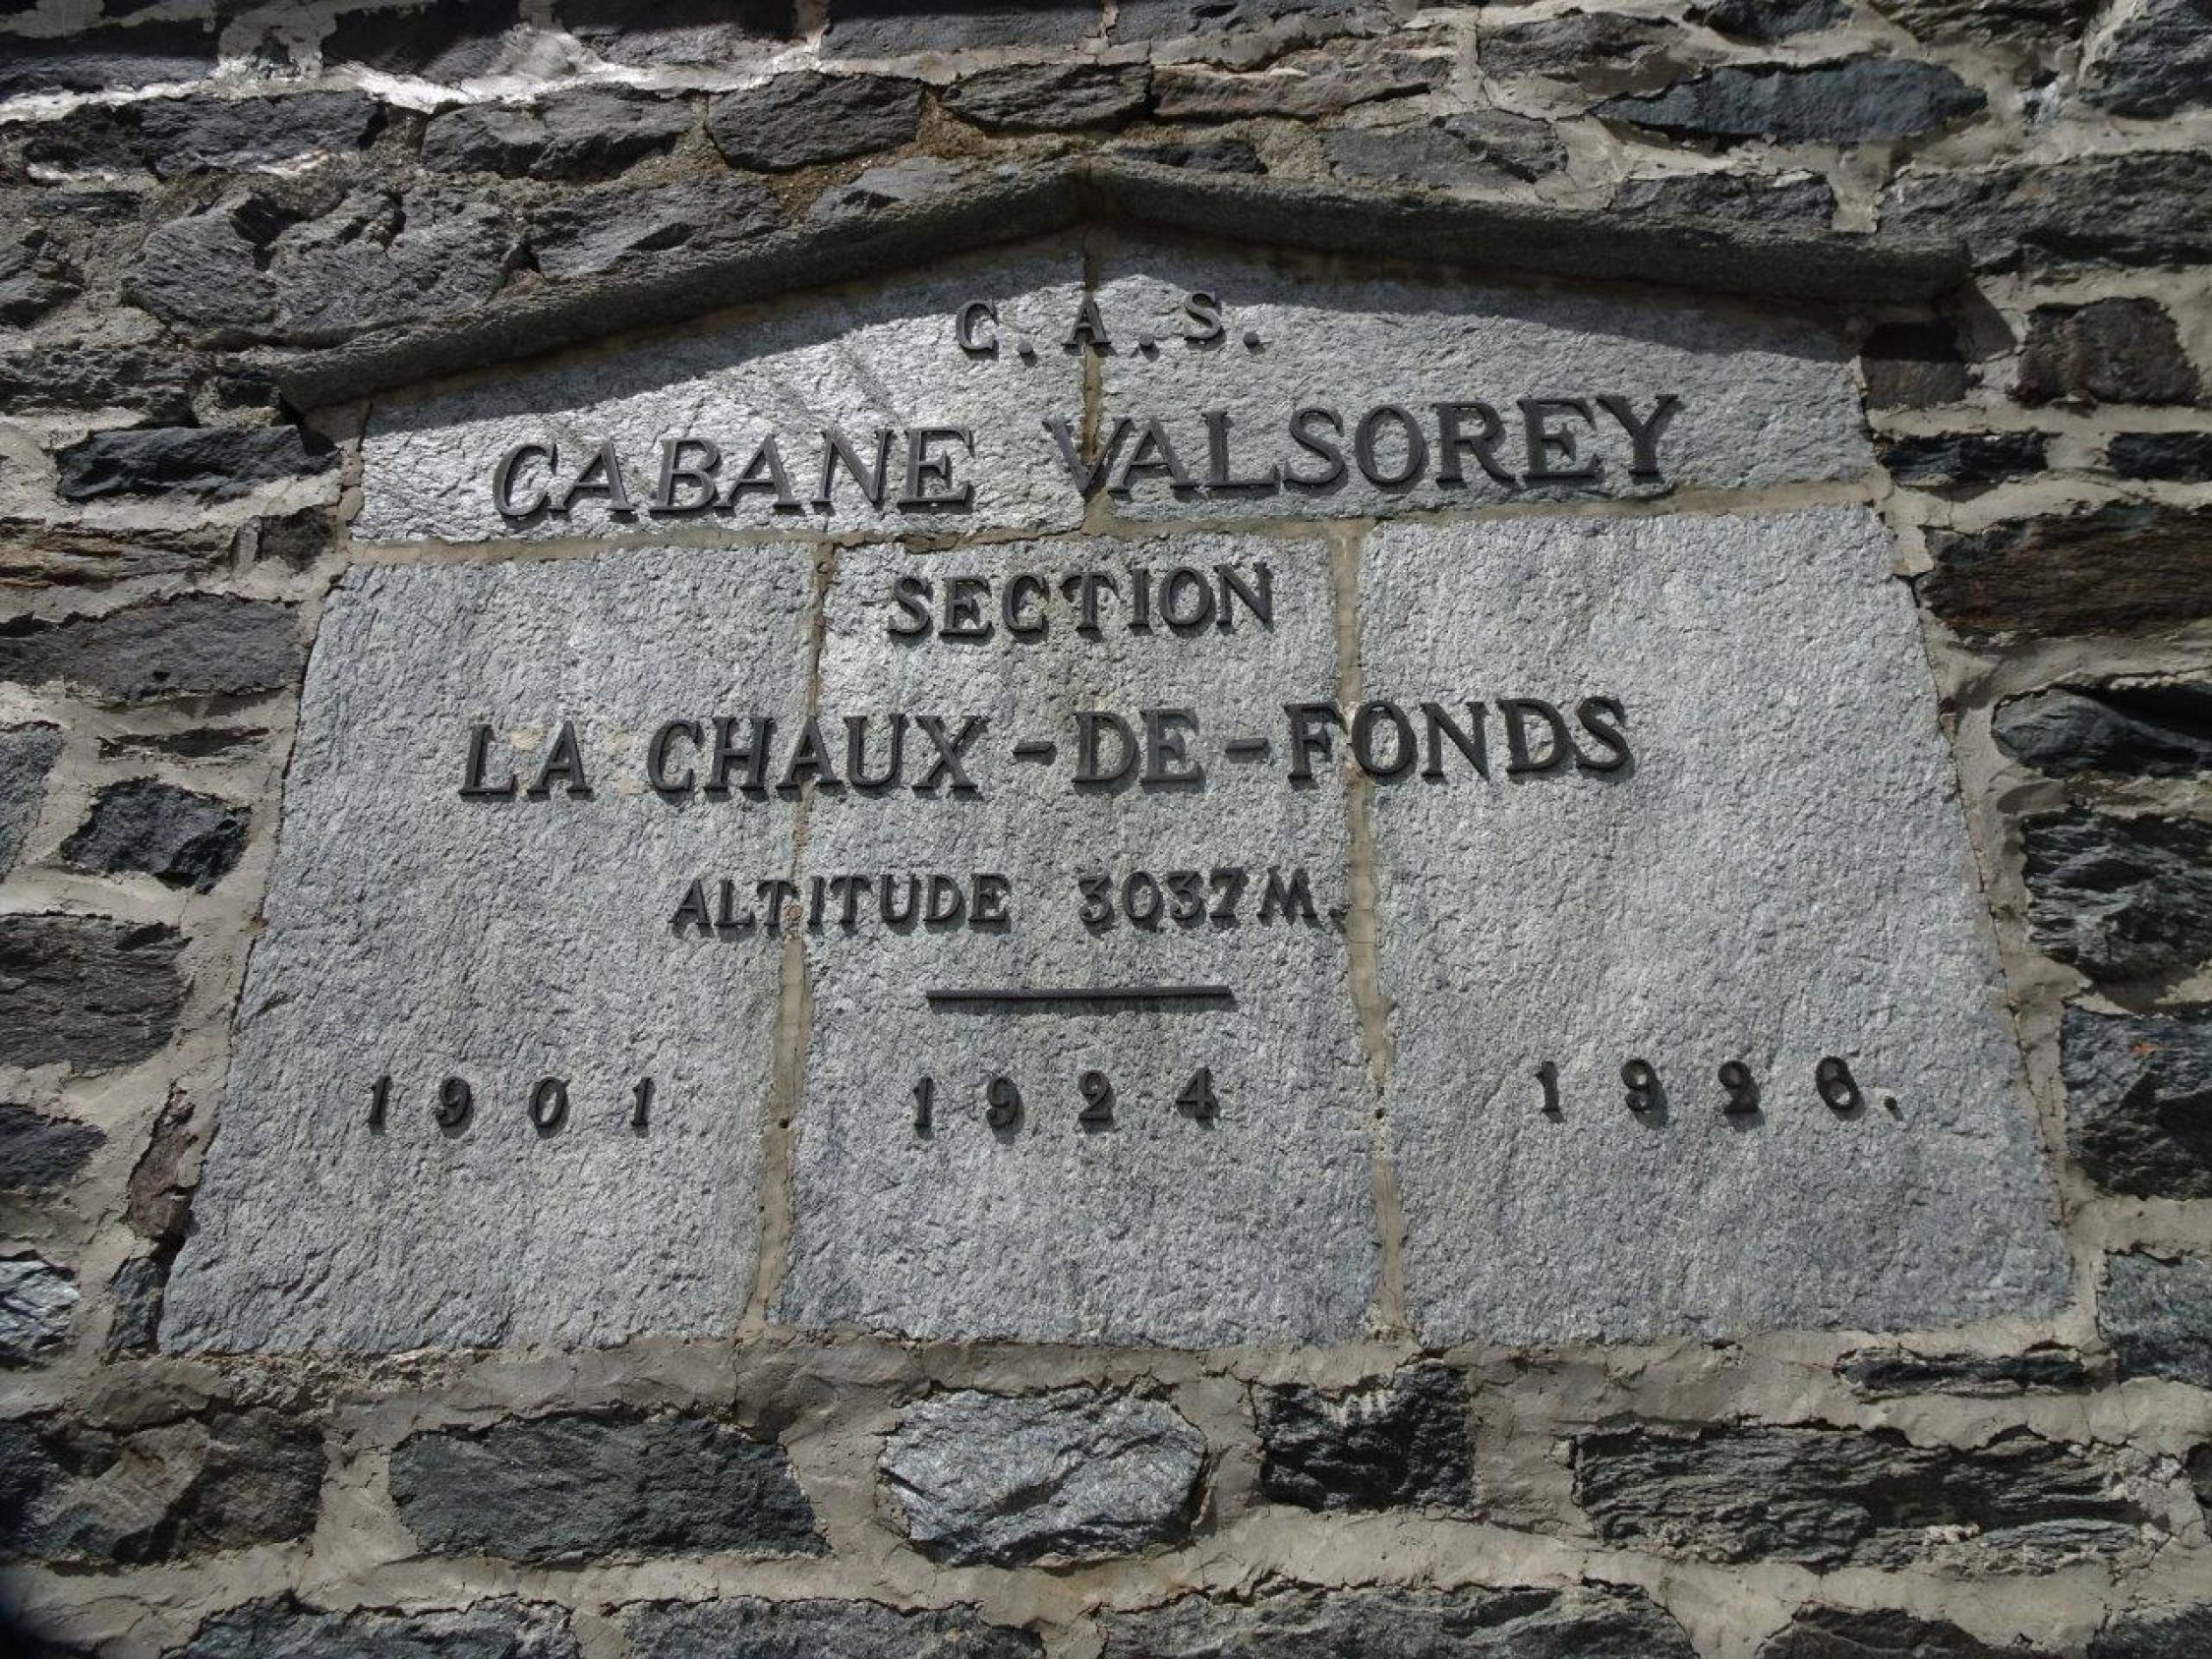 C.A.S.
CABANE VALSOREY
SECTION
LA CHAUX-DE-FONDS
ALTITUDE 3037M.
1901 1924 1926.